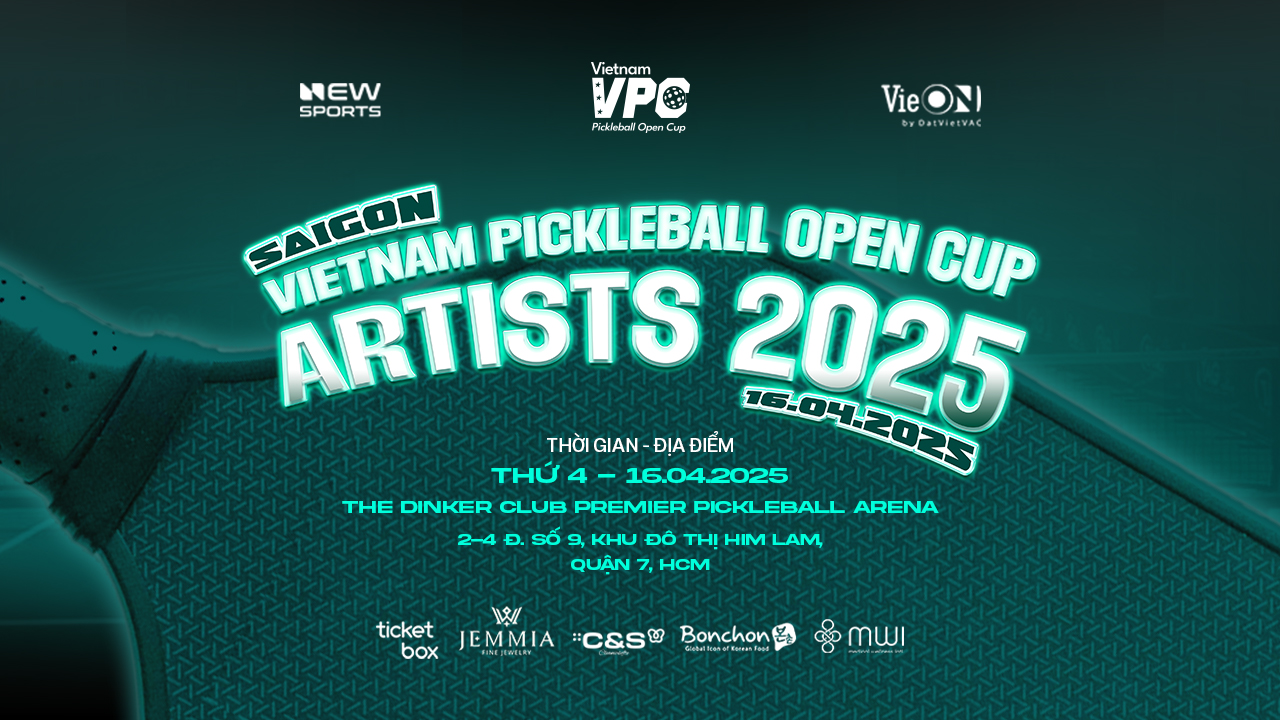 NEW
SPORTS
Vietnam
VPC
Pickleball Open Cup
VieON
by DatVietVAC
SAIGON
VIETNAM PICKLEBALL OPEN CUP
ARTISTS 2025
16.04.2025
THỜI GIAN - ĐỊA ĐIỂM
THỨ 4 – 16.04.2025
THE DINKER CLUB PREMIER PICKLEBALL ARENA
2–4 Đ. SỐ 9, KHU ĐÔ THỊ HIM LAM,
QUẬN 7, HCM
ticket
box
JEMMIA
FINE JEWELRY
C&S
Bonchon 본촌
Global Icon of Korean Food
MWI